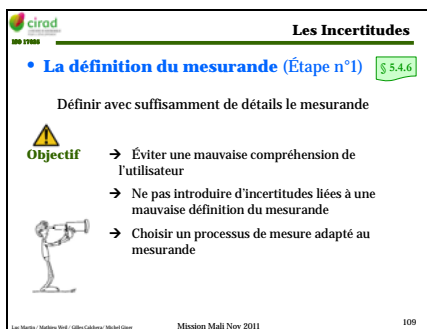 cirad
Les Incertitudes
ISO 17025
• La définition du mesurande (Étape n°1)
§ 5.4.6
Définir avec suffisamment de détails le mesurande
Objectif
→ Éviter une mauvaise compréhension de
l'utilisateur
→ Ne pas introduire d'incertitudes liées à une
mauvaise définition du mesurande
→ Choisir un processus de mesure adapté au
mesurande
Luc Martin / Mathieu Weil / Gilles Caldiera/ Michel Giner
Mission Mali Nov 2011
109